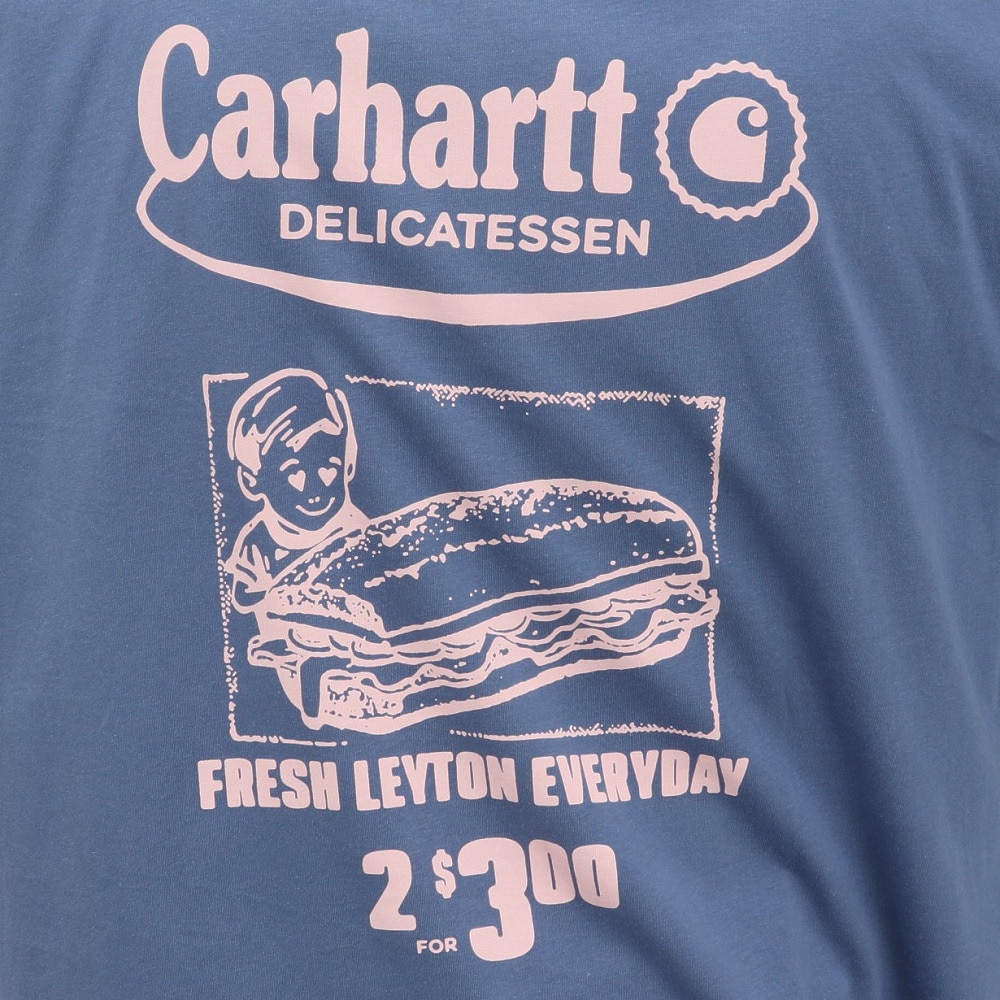 Carhartt
DELICATESSEN
FRESH LEYTON EVERYDAY
2 FOR $3.00